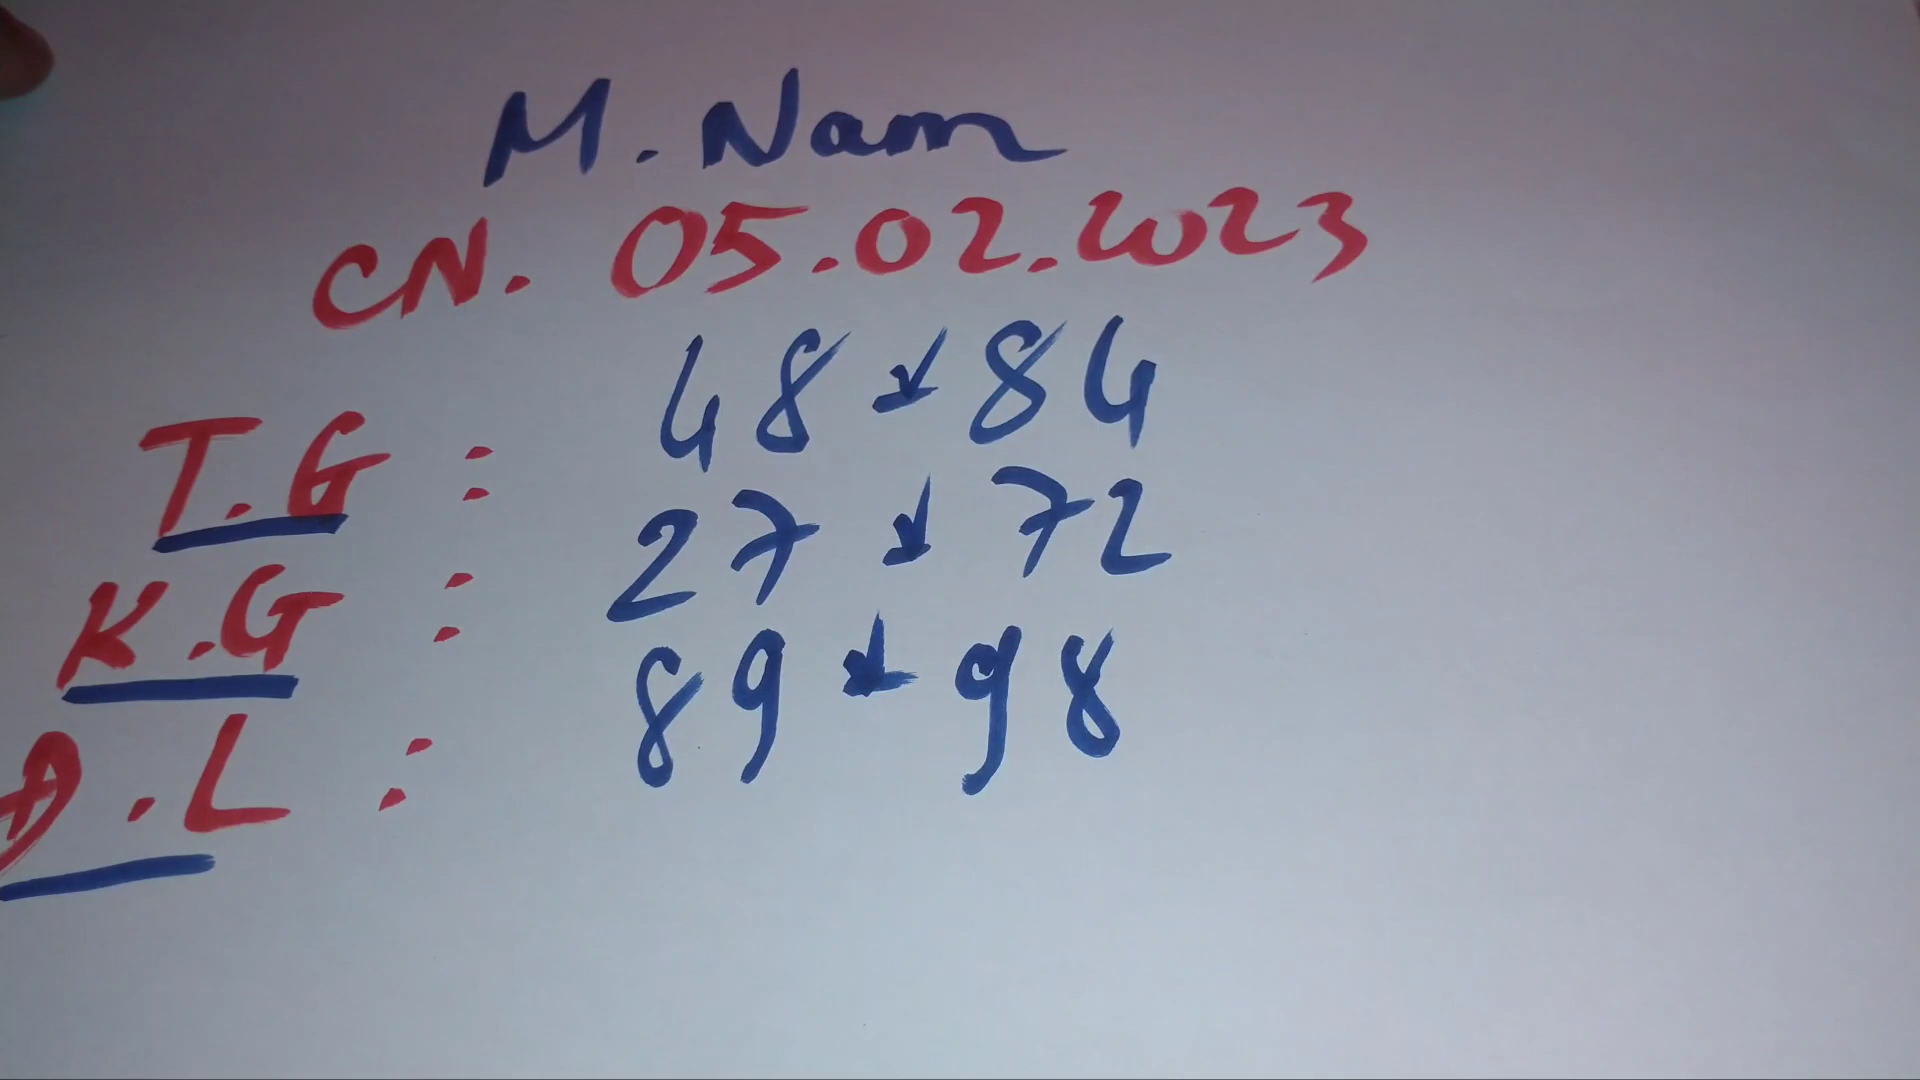 M. Nam
CN. 05.02.2023
T.G : 48 * 84
K.G : 27 * 72
Đ.L : 89 * 98